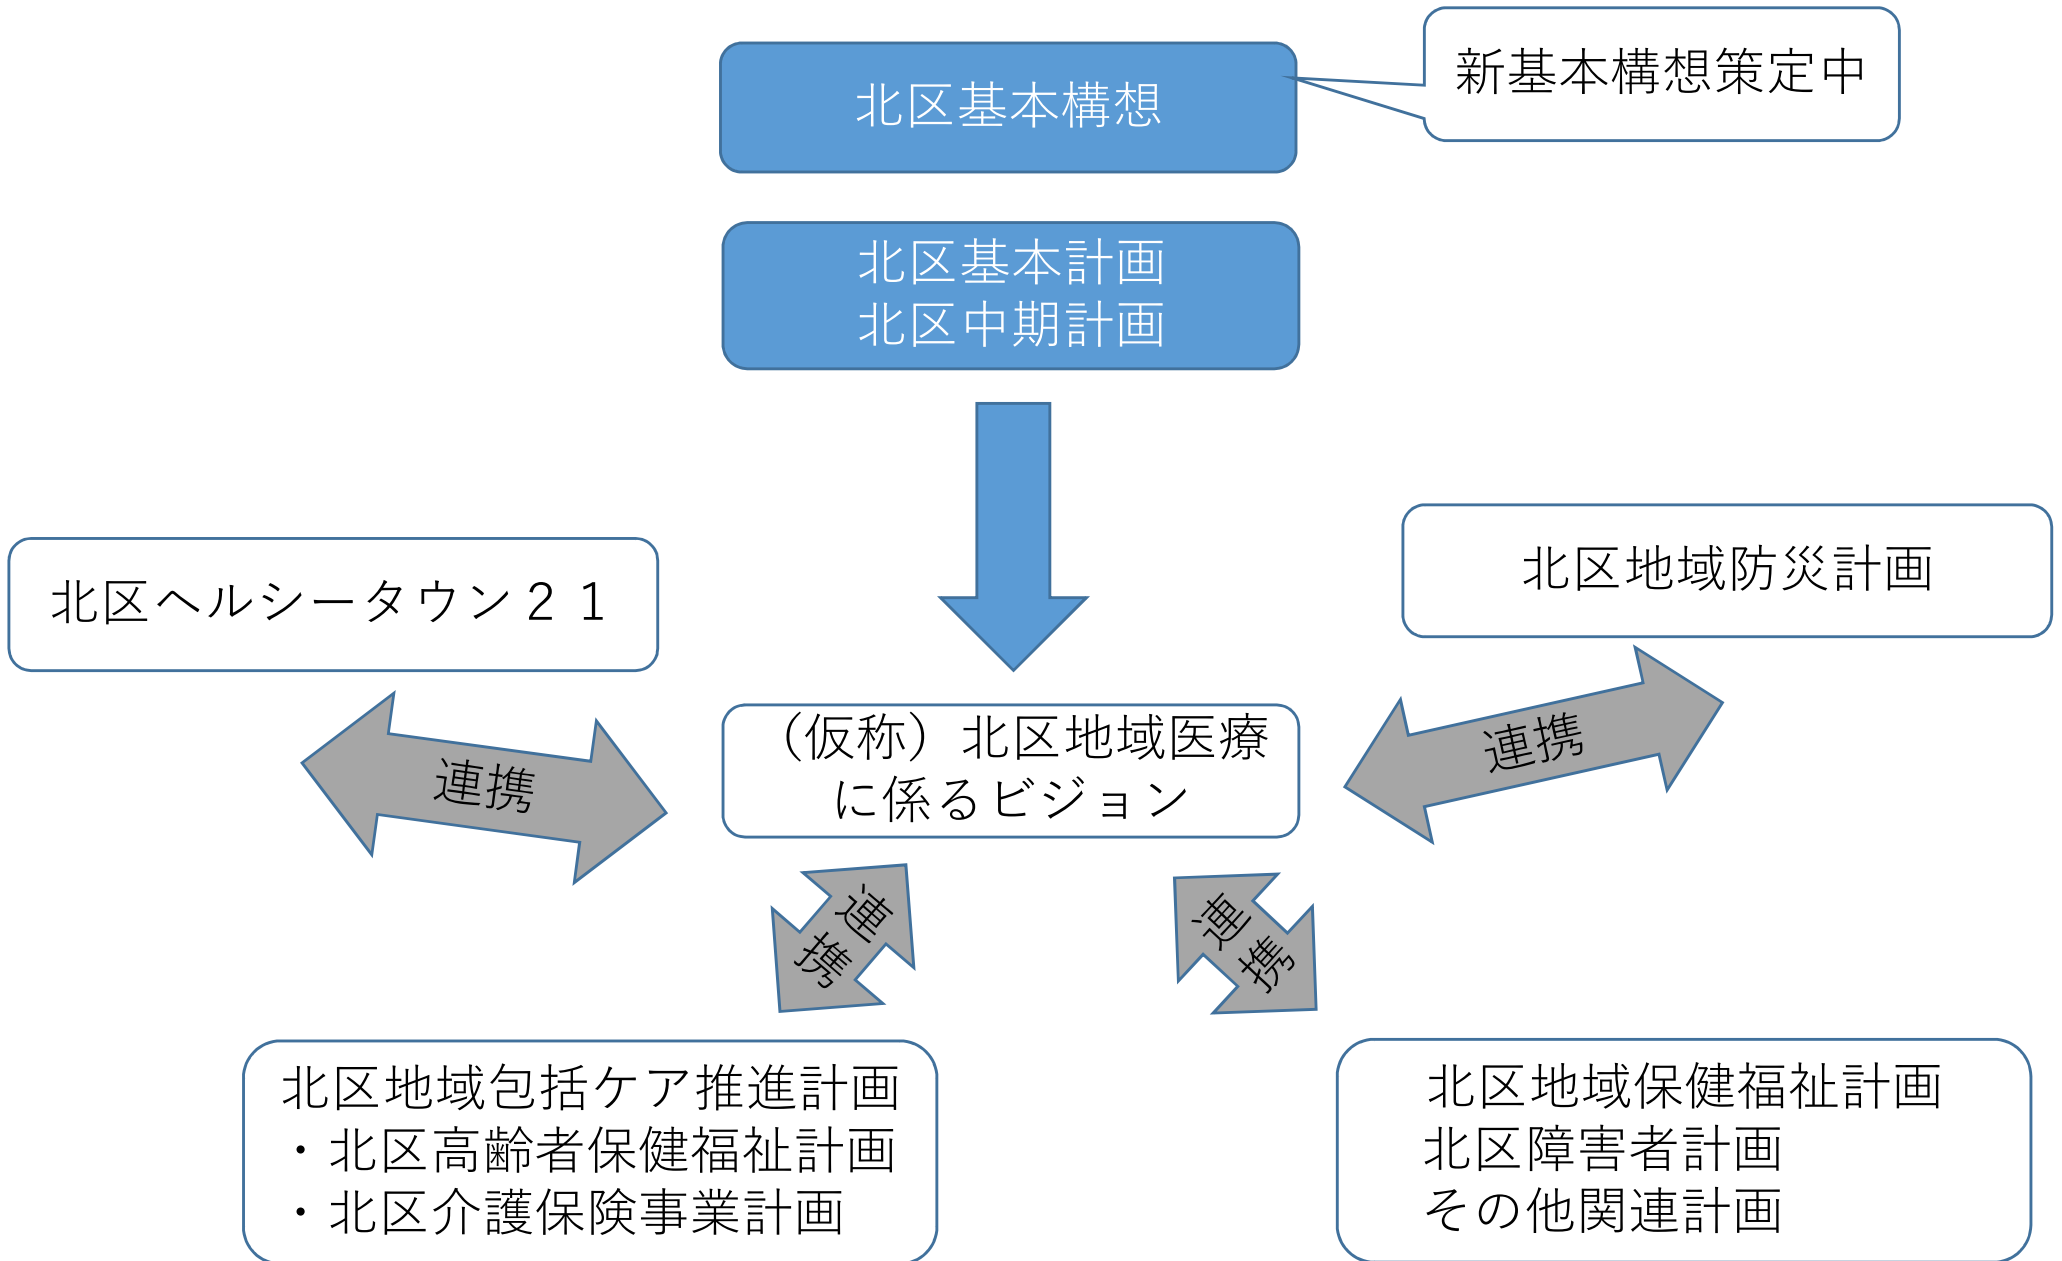 北区基本構想
新基本構想策定中
北区基本計画
北区中期計画
北区ヘルシータウン２１
北区地域防災計画
（仮称）北区地域医療
に係るビジョン
連携
連携
連携
連携
北区地域包括ケア推進計画
・北区高齢者保健福祉計画
・北区介護保険事業計画
北区地域保健福祉計画
北区障害者計画
その他関連計画